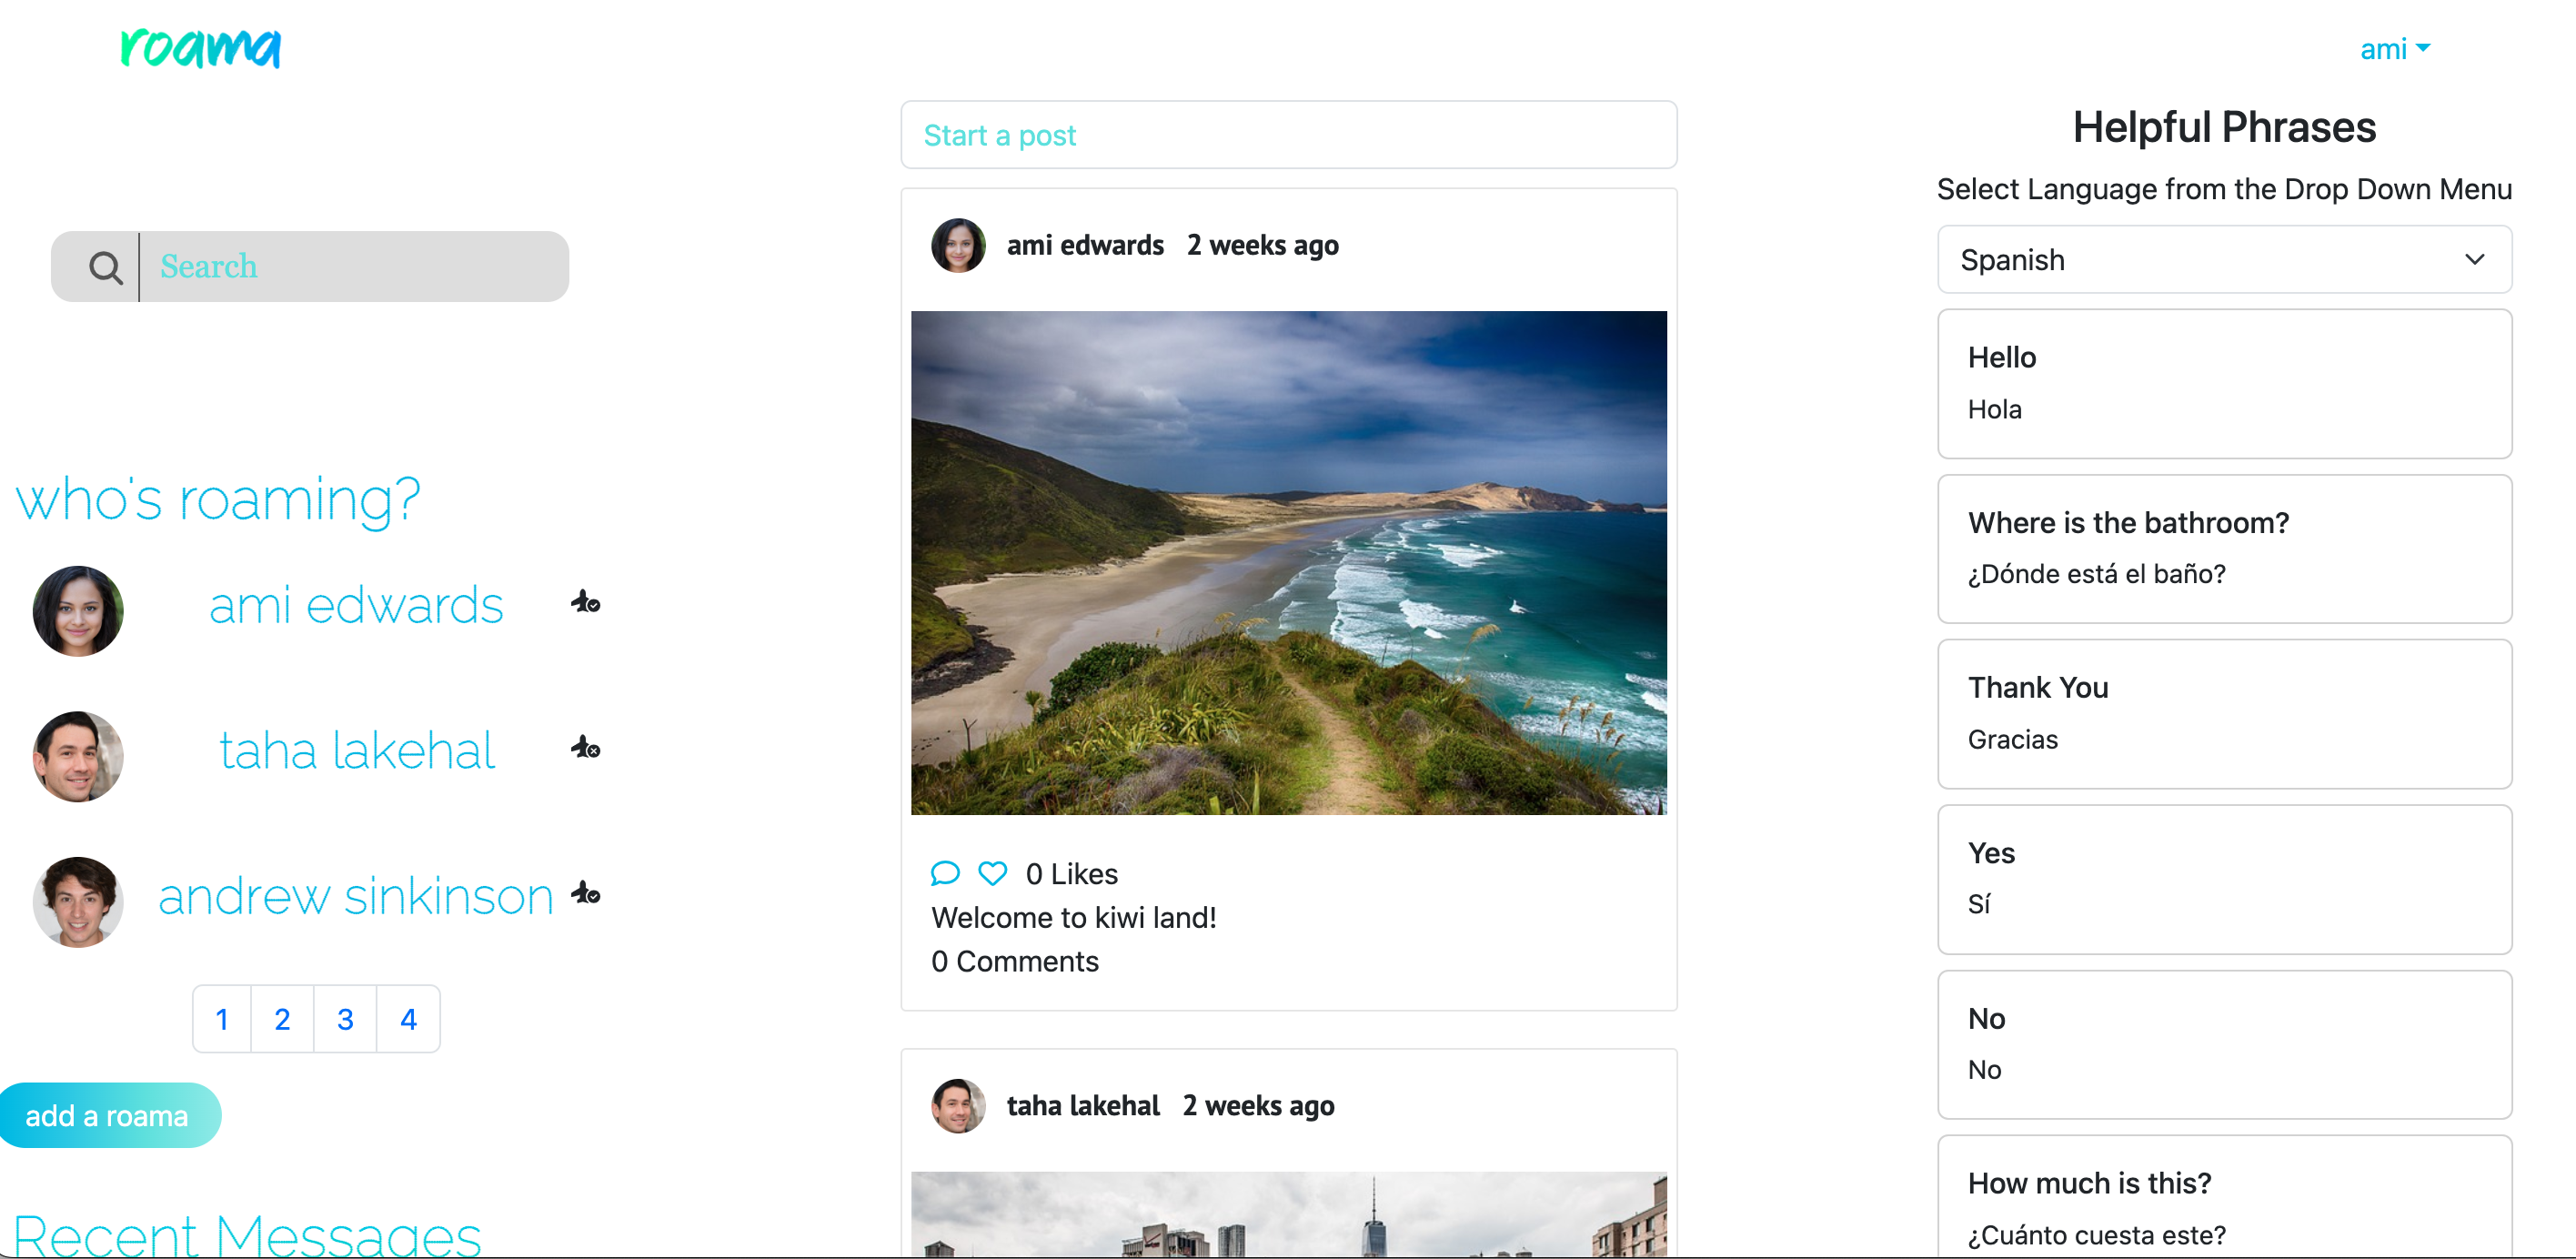 roama
ami
Search
who's roaming?
ami edwards
taha lakehal
andrew sinkinson
1 2 3 4
add a roama
Recent Messages
Start a post
ami edwards 2 weeks ago
0 Likes
Welcome to kiwi land!
0 Comments
taha lakehal 2 weeks ago
Helpful Phrases
Select Language from the Drop Down Menu
Spanish
Hello
Hola
Where is the bathroom?
¿Dónde está el baño?
Thank You
Gracias
Yes
Sí
No
No
How much is this?
¿Cuánto cuesta este?